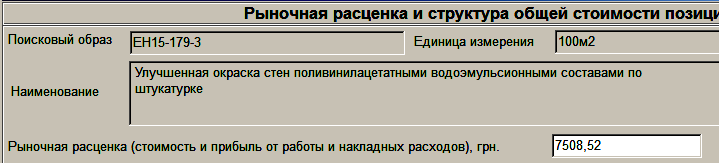 Рыночная расценка и структура общей стоимости позици
Поисковый образ ЕН15-179-3 Единица измерения 100м2
Наименование Улучшенная окраска стен поливинилацетатными водоэмульсионными составами по
штукатурке
Рыночная расценка (стоимость и прибыль от работы и накладных расходов), грн. 7508,52